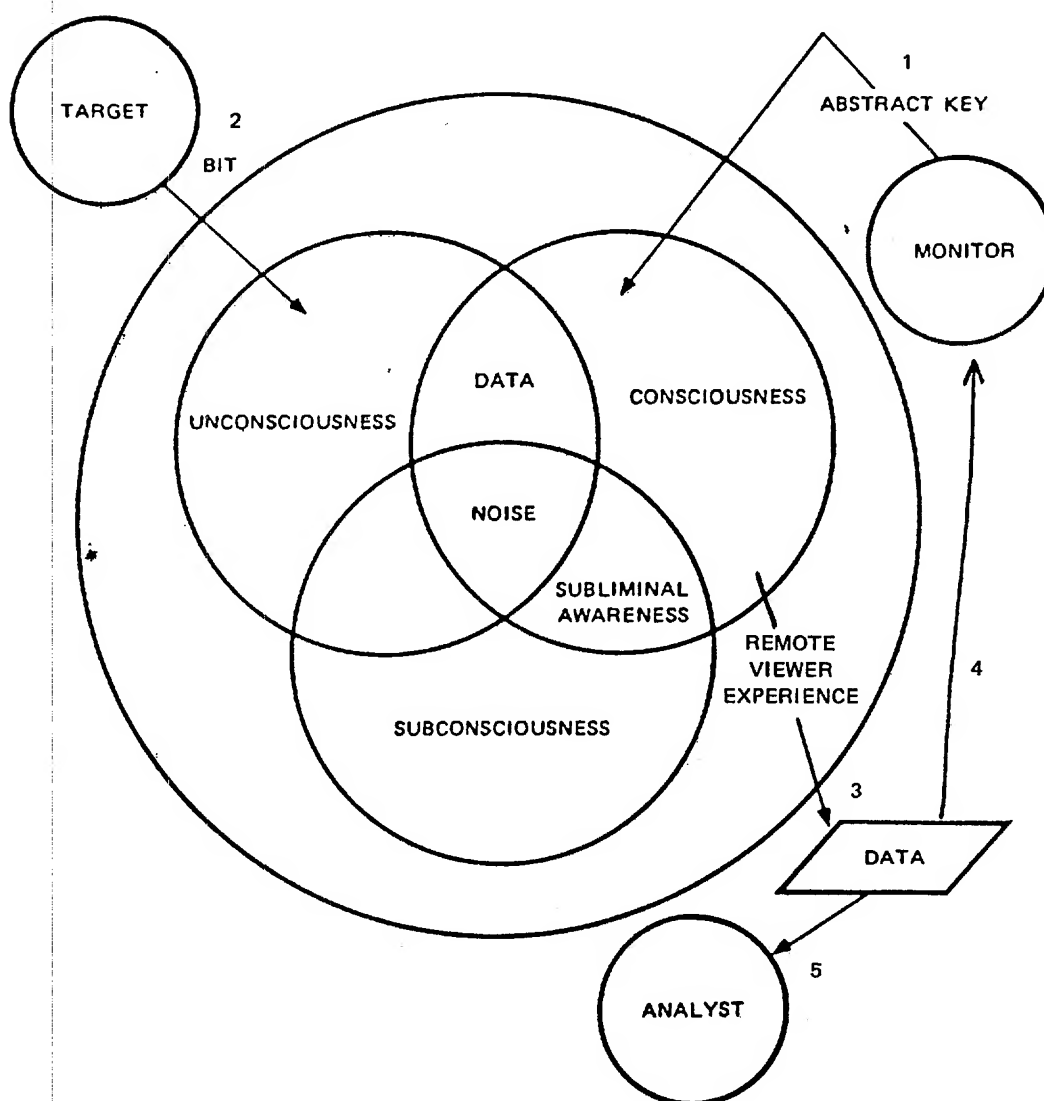 1
ABSTRACT KEY
TARGET
2
BIT
MONITOR
DATA
UNCONSCIOUSNESS
CONSCIOUSNESS
NOISE
SUBLIMINAL
AWARENESS
REMOTE
VIEWER
EXPERIENCE
4
SUBCONSCIOUSNESS
3
DATA
5
ANALYST